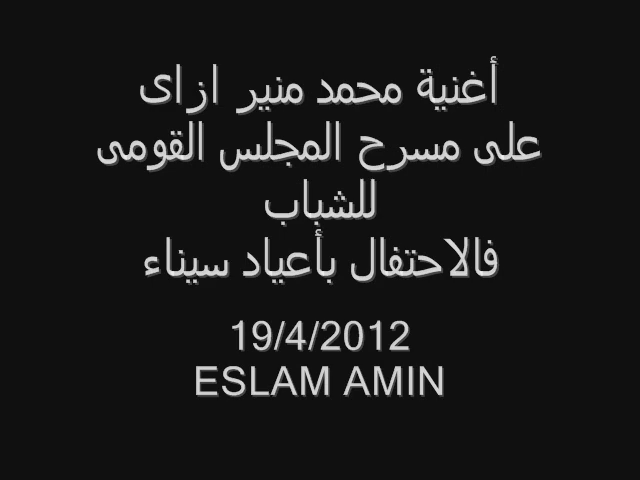 أغنية محمد منير ازاى
على مسرح المجلس القومى
للشباب
فالاحتفال بأعياد سيناء
19/4/2012
ESLAM AMIN